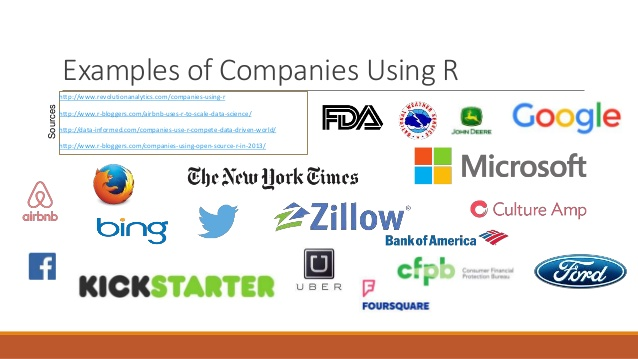 Examples of Companies Using R
Sources
http://www.revolutionanalytics.com/companies-using-r
http://www.r-bloggers.com/airbnb-uses-r-to-scale-data-science/
http://data-informed.com/companies-use-r-compete-data-driven-world/
http://www.r-bloggers.com/companies-using-open-source-r-in-2013/
FDA
NATIONAL WEATHER SERVICE
JOHN DEERE
Google
The New York Times
Microsoft
airbnb
bing
Zillow
Culture Amp
Bank of America
f
KICKSTARTER
U
UBER
FOURSQUARE
cfpb Consumer Financial
Protection Bureau
Ford